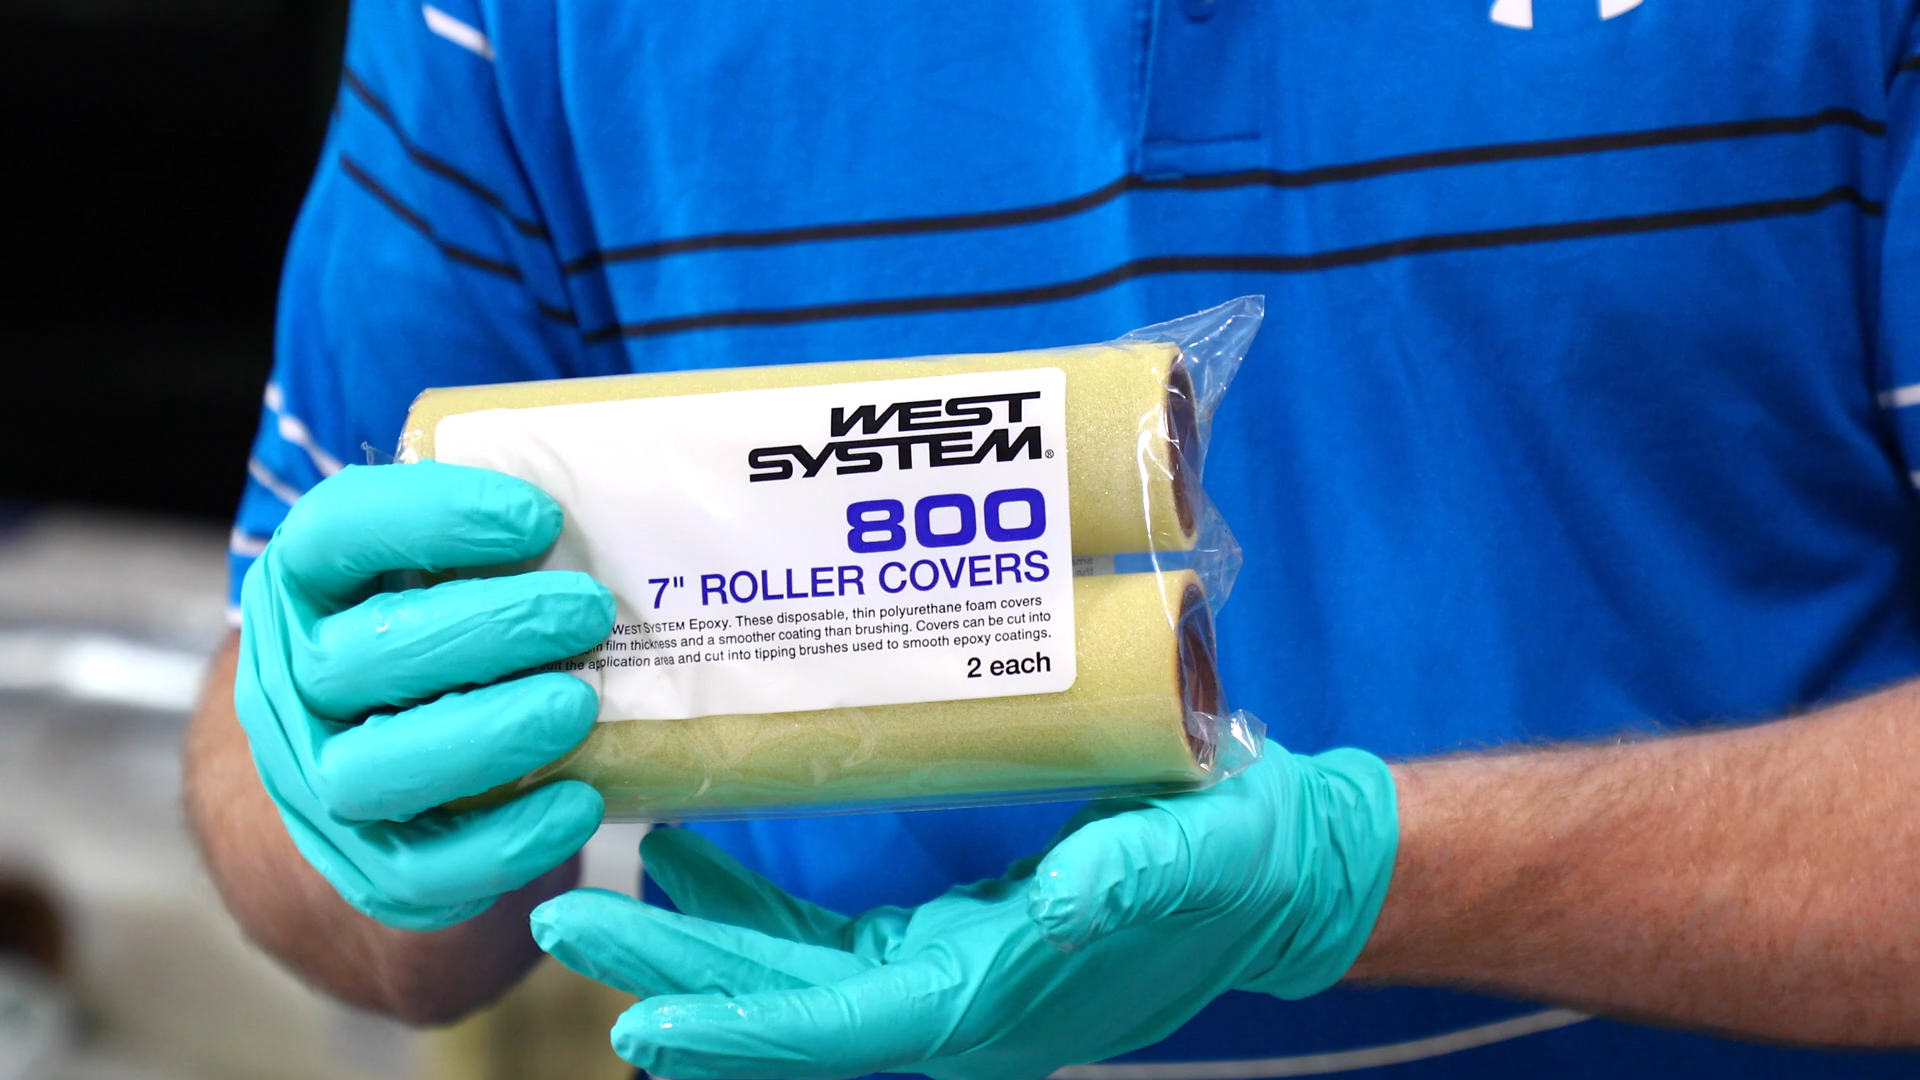 WEST
SYSTEM®
800
7" ROLLER COVERS
WEST SYSTEM Epoxy. These disposable, thin polyurethane foam covers
film thickness and a smoother coating than brushing. Covers can be cut into
suit the application area and cut into tipping brushes used to smooth epoxy coatings.
2 each